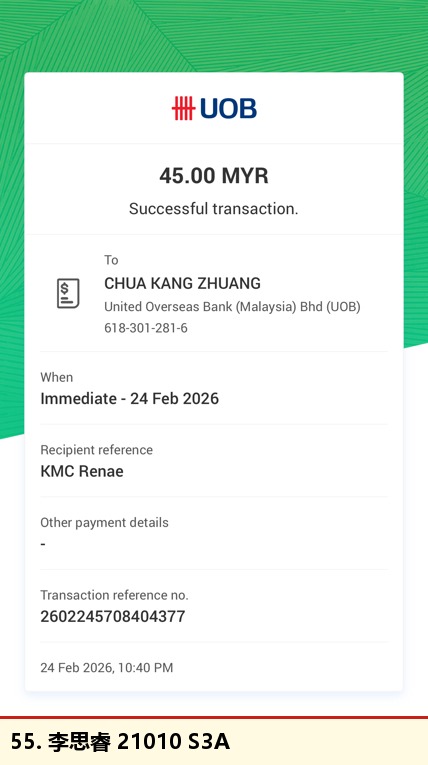 UOB
45.00 MYR
Successful transaction.
To
CHUA KANG ZHUANG
United Overseas Bank (Malaysia) Bhd (UOB)
618-301-281-6
When
Immediate - 24 Feb 2026
Recipient reference
KMC Renae
Other payment details
-
Transaction reference no.
2602245708404377
24 Feb 2026, 10:40 PM
55. 李思睿 21010 S3A